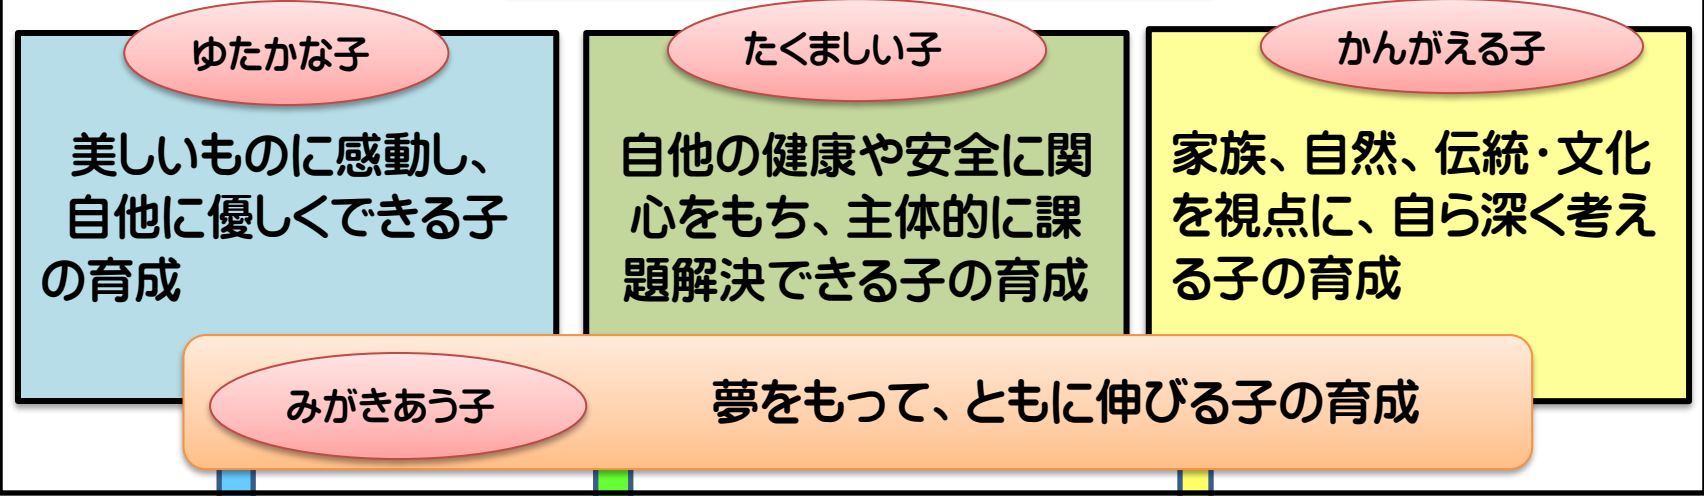 ゆたかな子
美しいものに感動し、
自他に優しくできる子
の育成
たくましい子
自他の健康や安全に関
心をもち、主体的に課
題解決できる子の育成
かんがえる子
家族、自然、伝統・文化
を視点に、自ら深く考え
る子の育成
みがきあう子
夢をもって、ともに伸びる子の育成